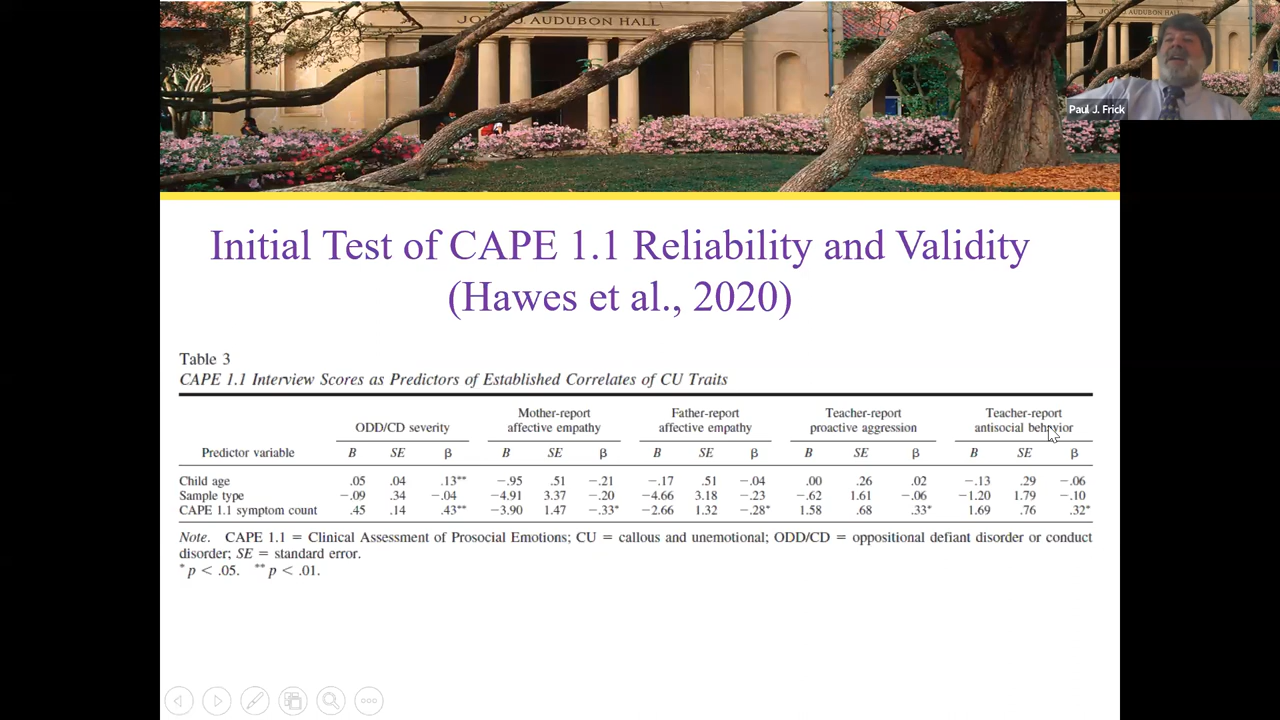 JOHN J AUDUBON HALL
Paul J. Frick
Initial Test of CAPE 1.1 Reliability and Validity
(Hawes et al., 2020)
Table 3
CAPE 1.1 Interview Scores as Predictors of Established Correlates of CU Traits
Mother-report Father-report Teacher-report Teacher-report
ODD/CD severity affective empathy affective empathy proactive aggression antisocial behavior
Predictor variable B SE β B SE β B SE β B SE β B SE β
Child age .05 .04 .13** −.95 .51 −.21 −.17 .51 −.04 .00 .26 .02 −.13 .29 −.06
Sample type −.09 .34 −.04 −4.91 3.37 −.20 −4.66 3.18 −.23 −.62 1.61 −.06 −1.20 1.79 −.10
CAPE 1.1 symptom count .45 .14 .43** −3.90 1.47 −.33* −2.66 1.32 −.28* 1.58 .68 .33* 1.69 .76 .32*
Note. CAPE 1.1 = Clinical Assessment of Prosocial Emotions; CU = callous and unemotional; ODD/CD = oppositional defiant disorder or conduct
disorder; SE = standard error.
* p < .05. ** p < .01.